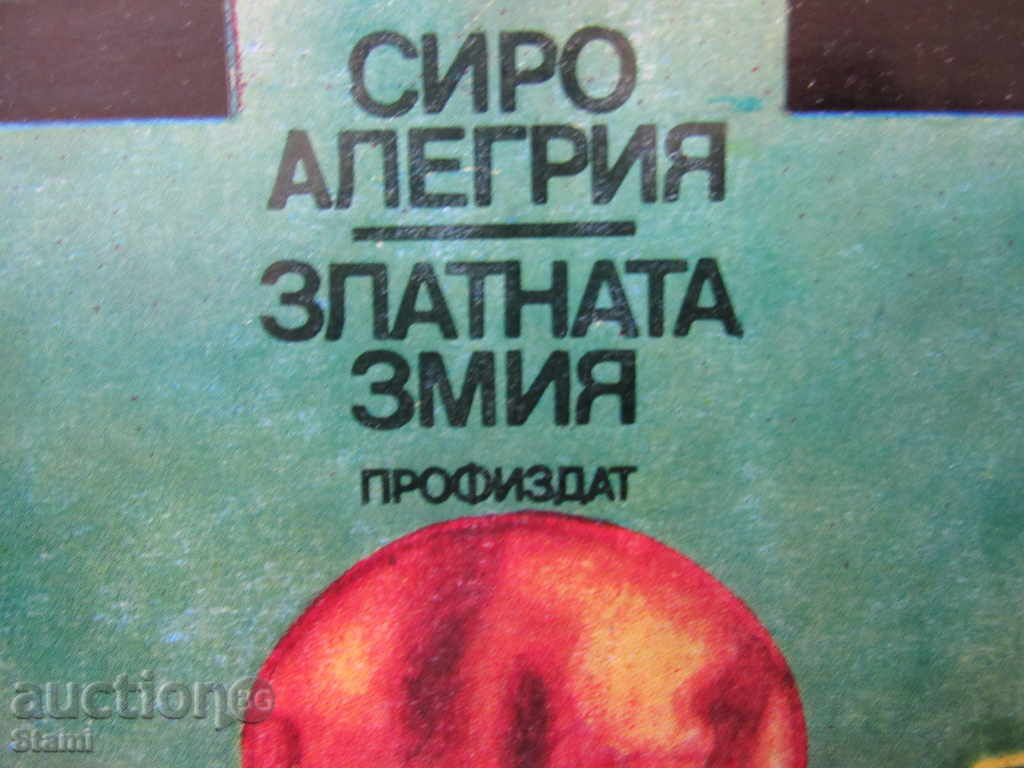 СИРО
АЛЕГРИЯ
ЗЛАТНАТА
ЗМИЯ
ПРОФИЗДАТ
auction BG
Stami